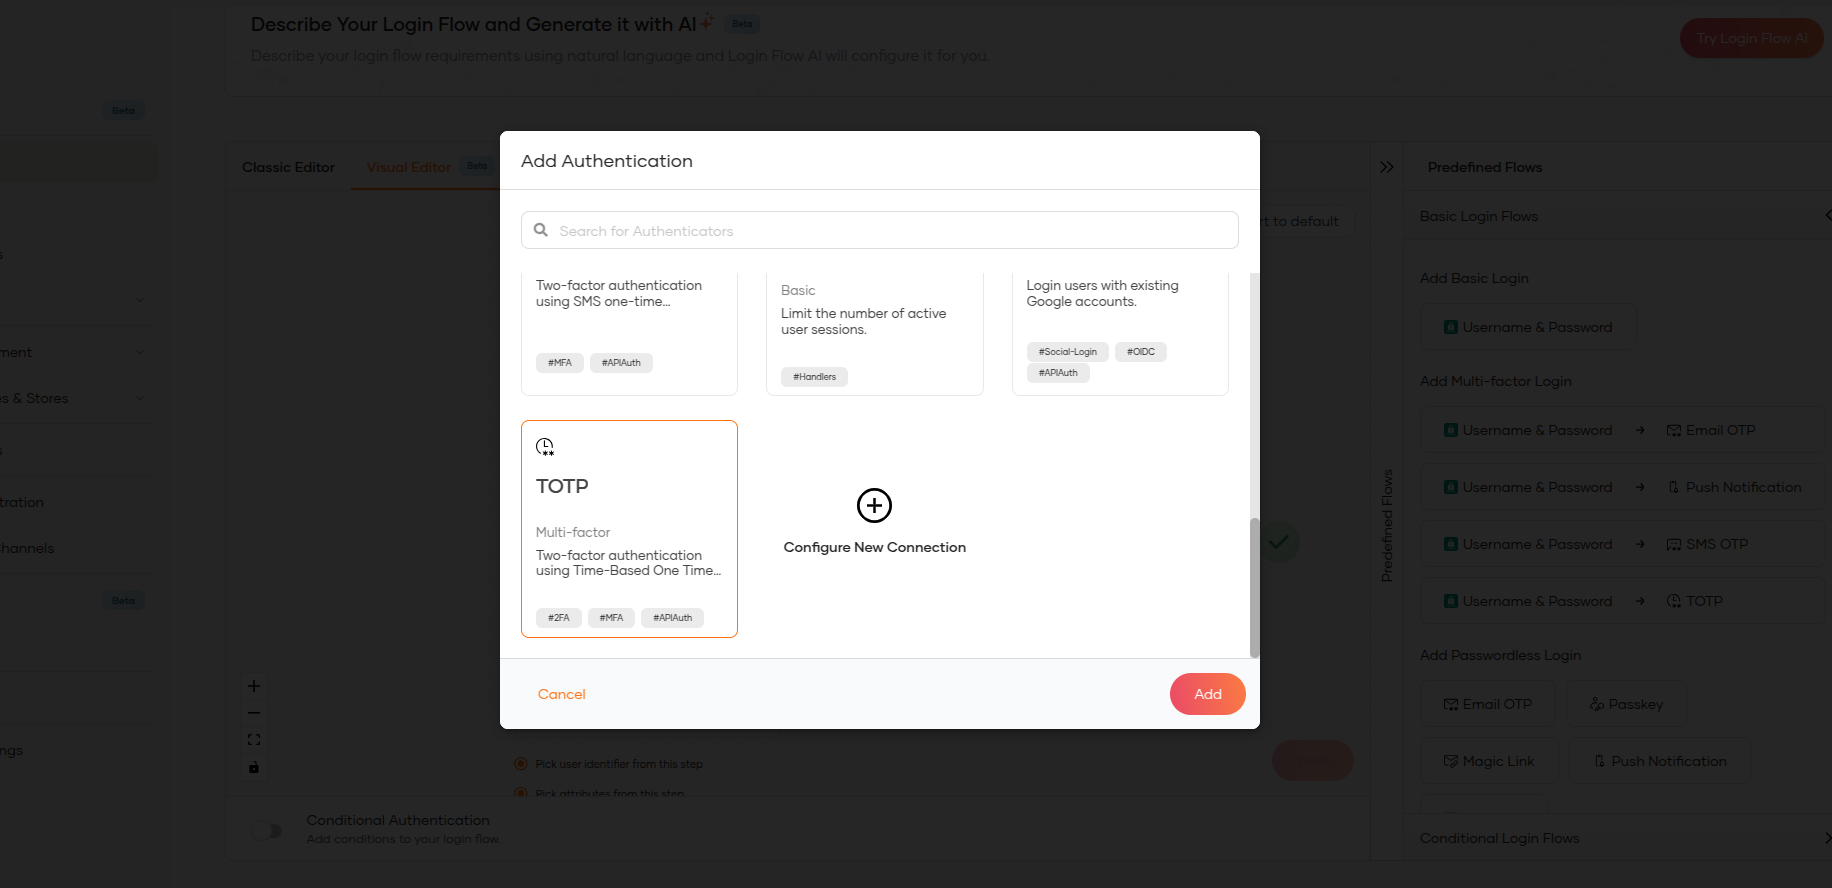 Describe Your Login Flow and Generate it with AI Beta
Describe your login flow requirements using natural language and Login Flow AI will configure it for you.
Try Login Flow AI
Beta
Classic Editor
Visual Editor Beta
Predefined Flows
rt to default
Basic Login Flows
Add Basic Login
Username & Password
Add Multi-factor Login
Username & Password → Email OTP
Username & Password → Push Notification
Username & Password → SMS OTP
Username & Password → TOTP
Add Passwordless Login
Email OTP
Passkey
Magic Link
Push Notification
Conditional Login Flows
Predefined Flows
s
ment
es & Stores
s
tration
hannels
Beta
ngs
Add Authentication
Search for Authenticators
Two-factor authentication
using SMS one-time...
#MFA #APIAuth
Basic
Limit the number of active
user sessions.
#Handlers
Login users with existing
Google accounts.
#Social-Login #OIDC
#APIAuth
TOTP
Multi-factor
Two-factor authentication
using Time-Based One Time...
#2FA #MFA #APIAuth
Configure New Connection
Cancel
Add
Pick user identifier from this step
Pick attributes from this step
Conditional Authentication
Add conditions to your login flow.